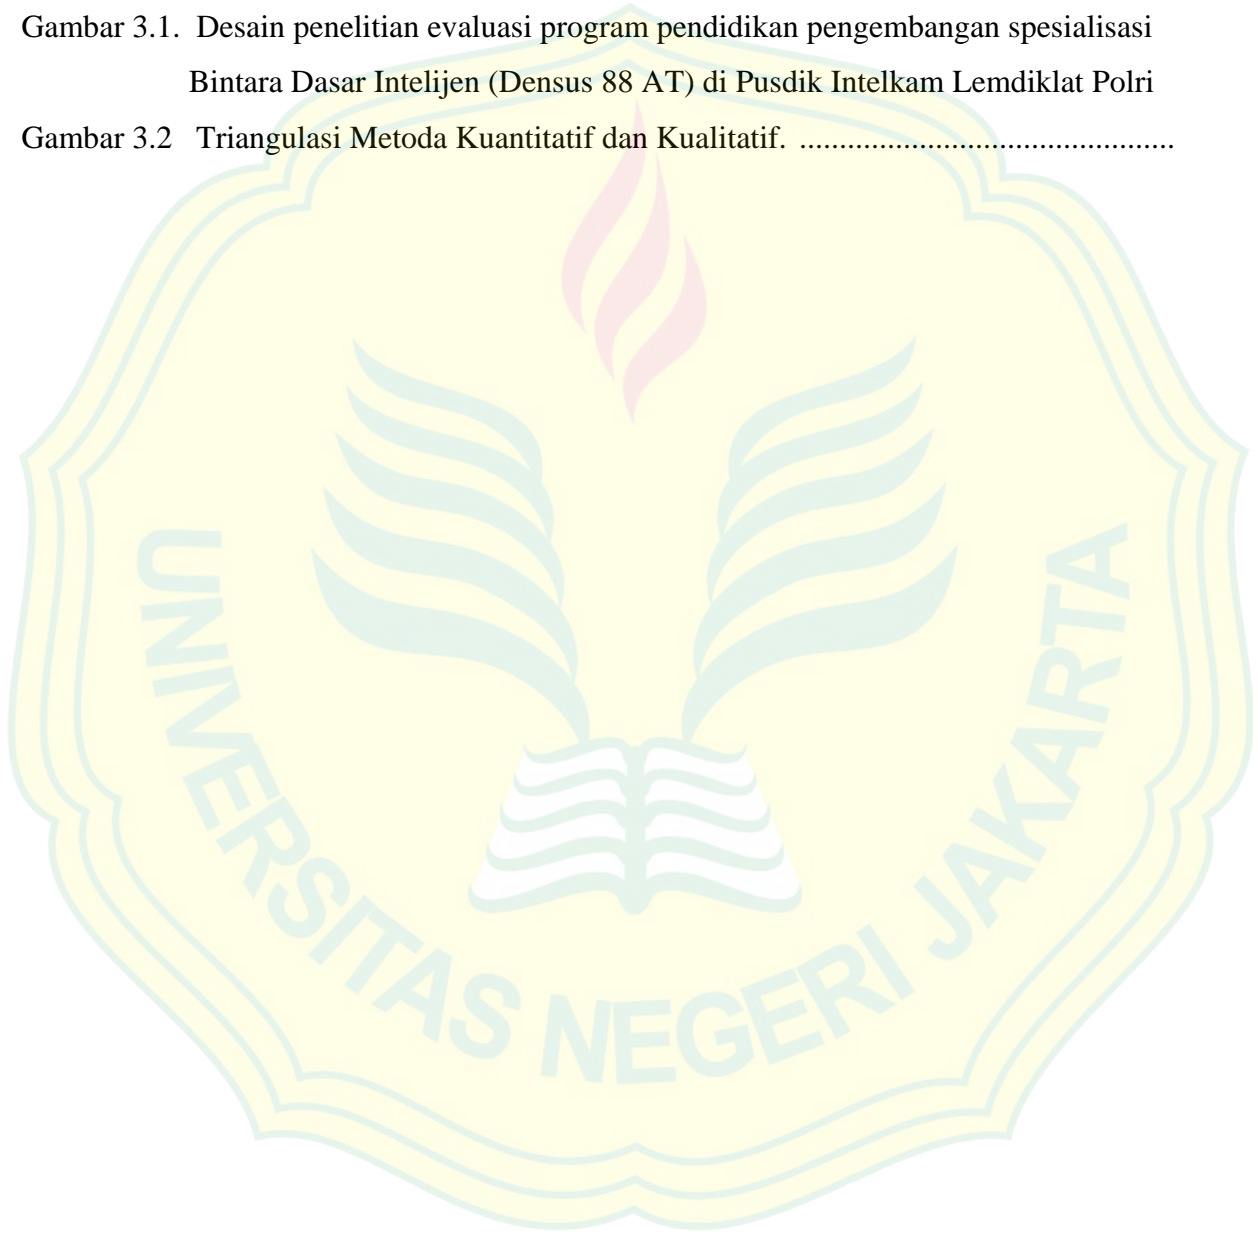 Gambar 3.1. Desain penelitian evaluasi program pendidikan pengembangan spesialisasi
Bintara Dasar Intelijen (Densus 88 AT) di Pusdik Intelkam Lemdiklat Polri
Gambar 3.2 Triangulasi Metoda Kuantitatif dan Kualitatif. ...............................................
UNIVERSITAS NEGERI JAKARTA